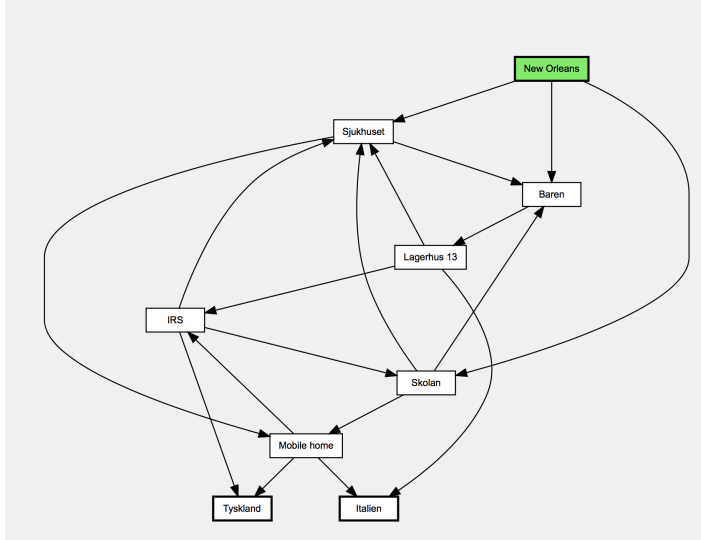 New Orleans
Sjukhuset
Baren
Lagerhus 13
IRS
Skolan
Mobile home
Tyskland
Italien